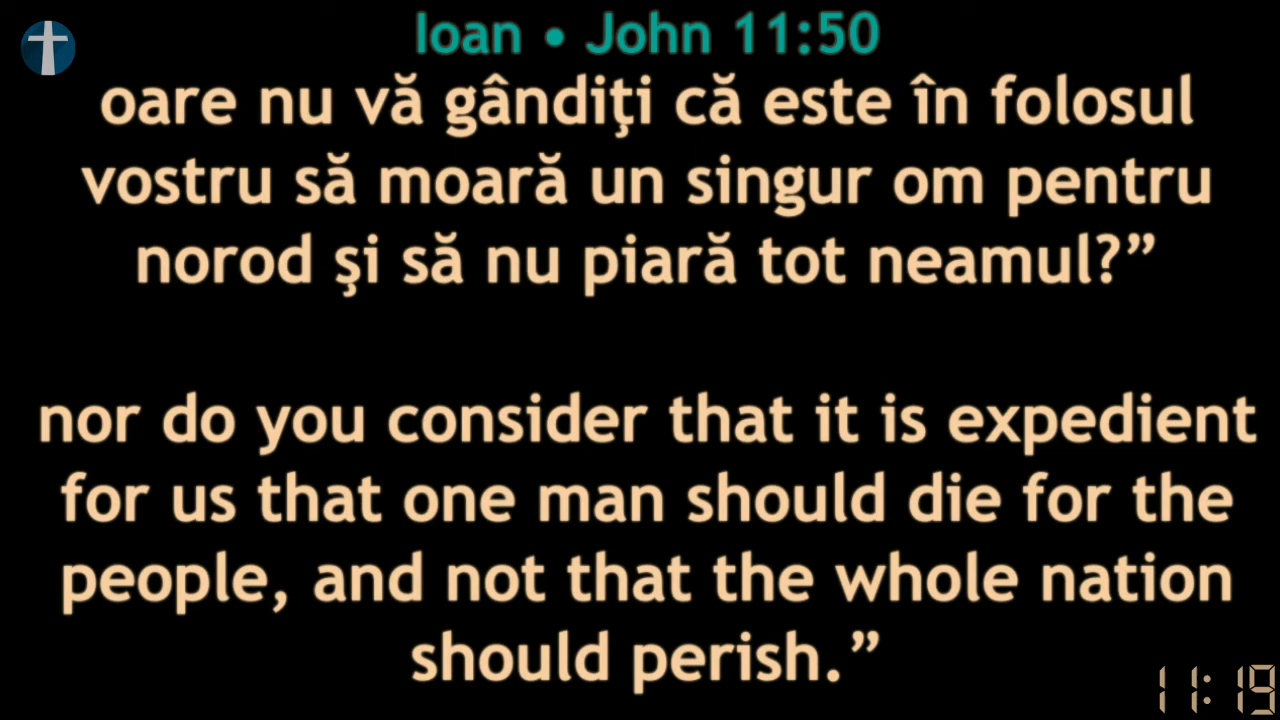 Ioan • John 11:50
oare nu vă gândiţi că este în folosul
vostru să moară un singur om pentru
norod şi să nu piară tot neamul?”
nor do you consider that it is expedient
for us that one man should die for the
people, and not that the whole nation
should perish.”
11:19